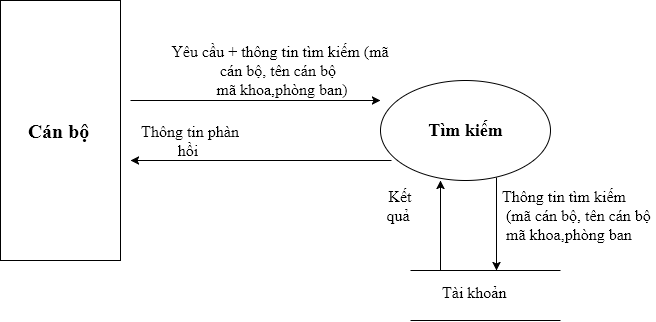 Yêu cầu + thông tin tìm kiếm (mã
cán bộ, tên cán bộ
mã khoa,phòng ban)
Cán bộ
Thông tin phản
hồi
Tìm kiếm
Kết
quả
Thông tin tìm kiếm
(mã cán bộ, tên cán bộ
mã khoa,phòng ban
Tài khoản